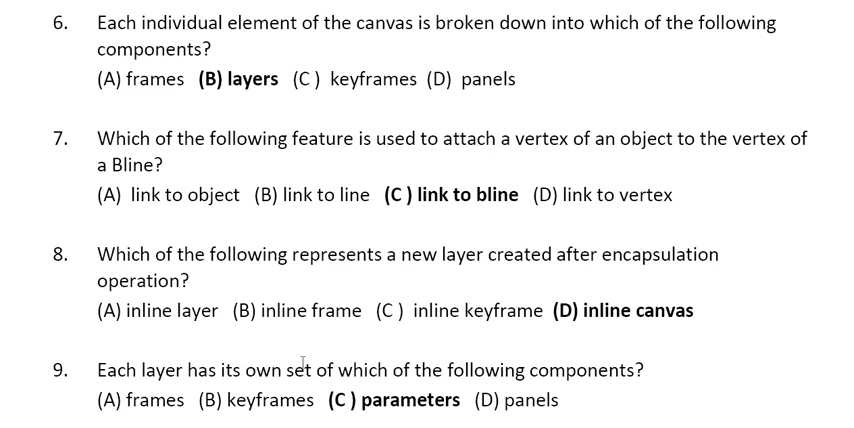 6. Each individual element of the canvas is broken down into which of the following
components?
(A) frames (B) layers (C ) keyframes (D) panels
7. Which of the following feature is used to attach a vertex of an object to the vertex of
a Bline?
(A) link to object (B) link to line (C ) link to bline (D) link to vertex
8. Which of the following represents a new layer created after encapsulation
operation?
(A) inline layer (B) inline frame (C ) inline keyframe (D) inline canvas
9. Each layer has its own set of which of the following components?
(A) frames (B) keyframes (C ) parameters (D) panels